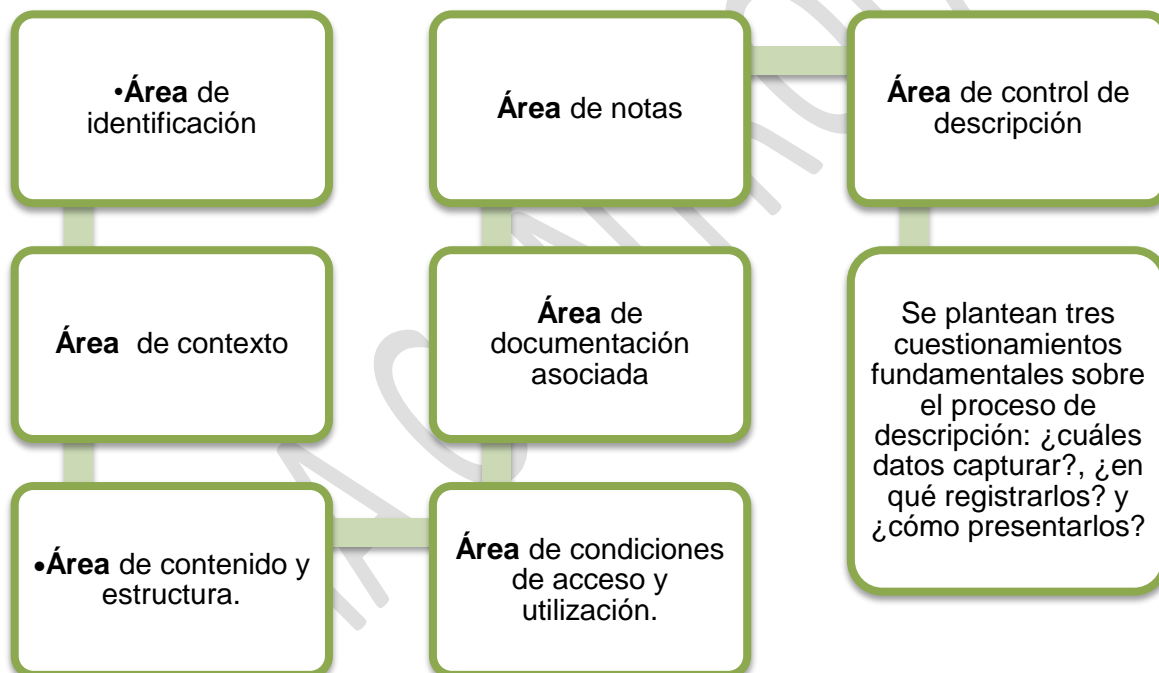 •Área de
identificación
Área de contexto
•Área de contenido y
estructura.
Área de condiciones
de acceso y
utilización.
Área de
documentación
asociada
Área de notas
Área de control de
descripción
Se plantean tres
cuestionamientos
fundamentales sobre
el proceso de
descripción: ¿cuáles
datos capturar?, ¿en
qué registrarlos? y
¿cómo presentarlos?